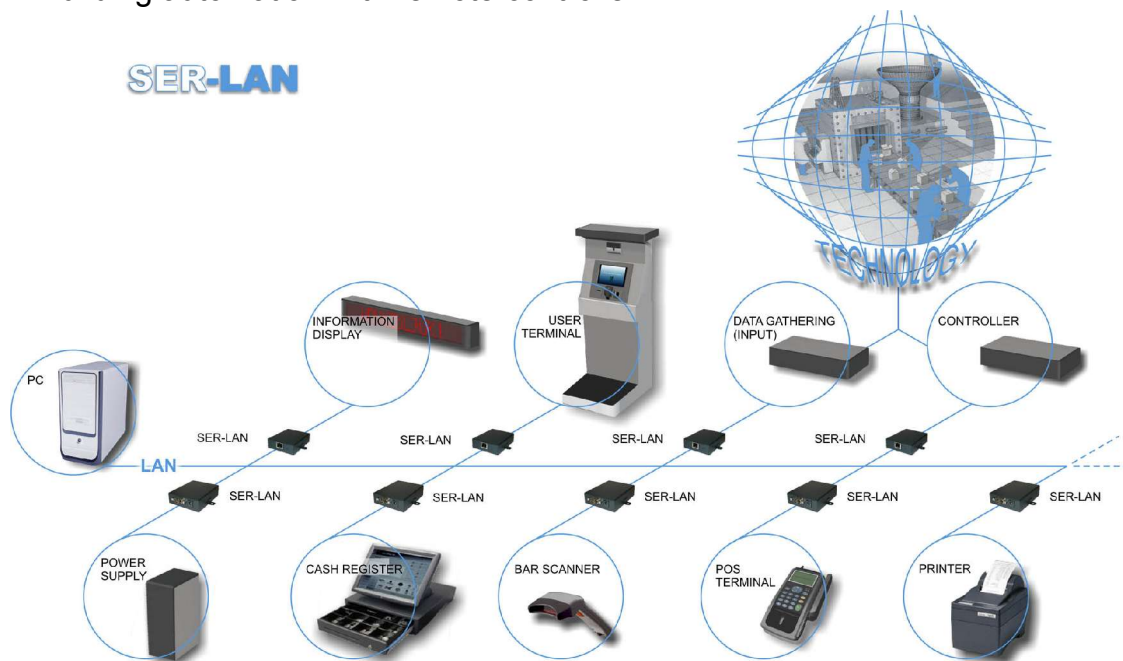 SER-LAN
TECHNOLOGY
INFORMATION
DISPLAY
USER
TERMINAL
DATA GATHERING
(INPUT)
CONTROLLER
PC
SER-LAN
SER-LAN
SER-LAN
SER-LAN
LAN
SER-LAN
SER-LAN
SER-LAN
SER-LAN
SER-LAN
POWER
SUPPLY
CASH REGISTER
BAR SCANNER
POS
TERMINAL
PRINTER